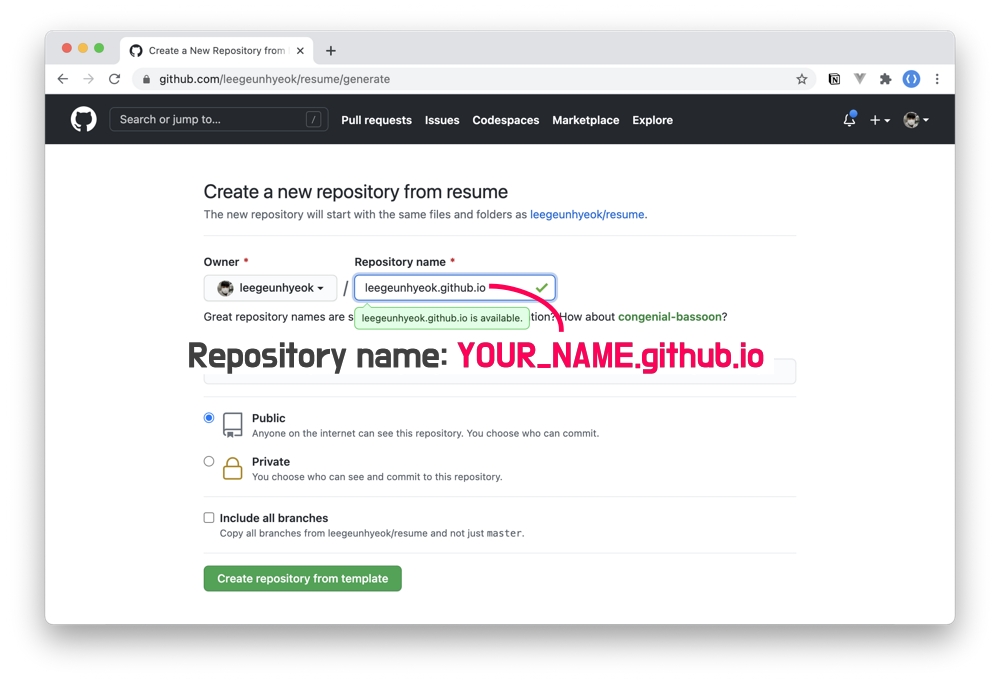 Create a New Repository from
github.com/leegeunhyeok/resume/generate
Search or jump to... /
Pull requests Issues Codespaces Marketplace Explore
Create a new repository from resume
The new repository will start with the same files and folders as leegeunhyeok/resume.
Owner * Repository name *
leegeunhyeok / leegeunhyeok.github.io
Great repository names are tion? How about congenial-bassoon?
leegeunhyeok.github.io is available.
Repository name: YOUR_NAME.github.io
Public
Anyone on the internet can see this repository. You choose who can commit.
Private
You choose who can see and commit to this repository.
Include all branches
Copy all branches from leegeunhyeok/resume and not just master.
Create repository from template